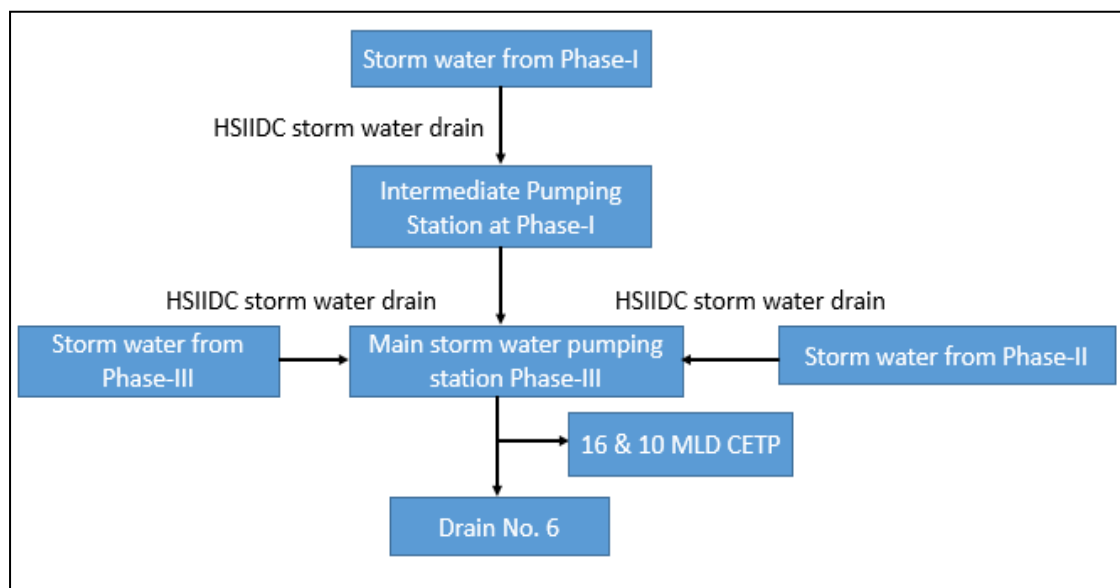 Storm water from Phase-I
HSIIDC storm water drain
Intermediate Pumping
Station at Phase-I
HSIIDC storm water drain
HSIIDC storm water drain
Storm water from
Phase-III
Main storm water pumping
station Phase-III
Storm water from Phase-II
16 & 10 MLD CETP
Drain No. 6